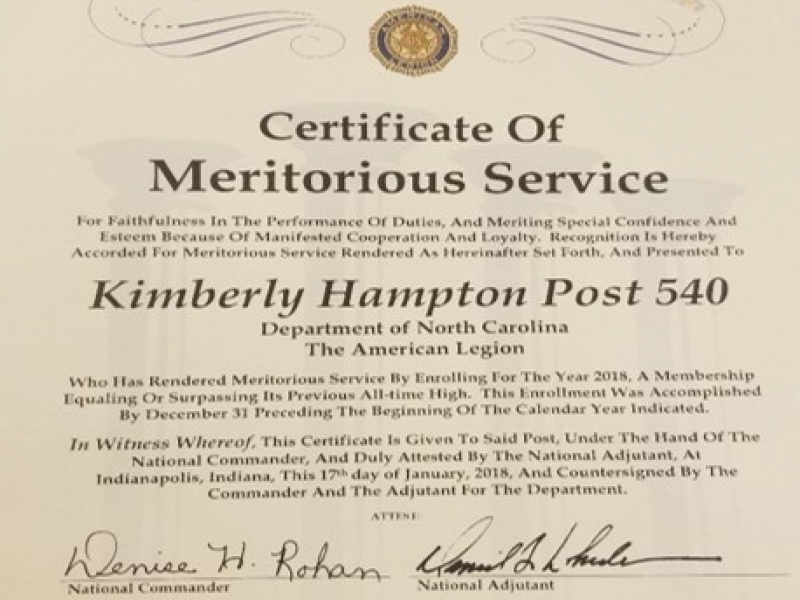 AMERICAN
LEGION
Certificate Of
Meritorious Service
For Faithfulness In The Performance Of Duties, And Meriting Special Confidence And
Esteem Because Of Manifested Cooperation And Loyalty. Recognition Is Hereby
Accorded For Meritorious Service Rendered As Hereinafter Set Forth, And Presented To
Kimberly Hampton Post 540
Department of North Carolina
The American Legion
Who Has Rendered Meritorious Service By Enrolling For The Year 2018, A Membership
Equaling Or Surpassing Its Previous All-time High. This Enrollment Was Accomplished
By December 31 Preceding The Beginning Of The Calendar Year Indicated.
In Witness Whereof, This Certificate Is Given To Said Post, Under The Hand Of The
National Commander, And Duly Attested By The National Adjutant, At
Indianapolis, Indiana, This 17th day of January, 2018, And Countersigned By The
Commander And The Adjutant For The Department.
ATTEST:
Denise H. Rohan
National Commander
National Adjutant